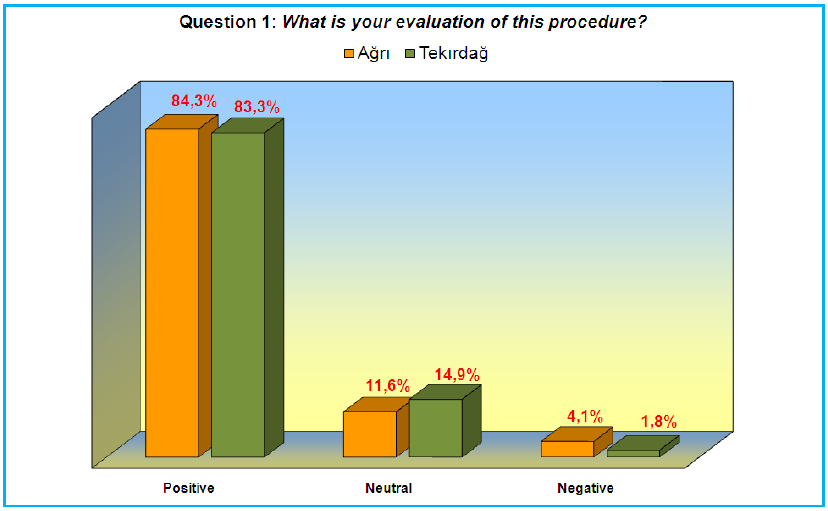 Question 1: What is your evaluation of this procedure?
Ağrı Tekırdağ
84,3% 83,3%
11,6% 14,9%
4,1% 1,8%
Positive Neutral Negative